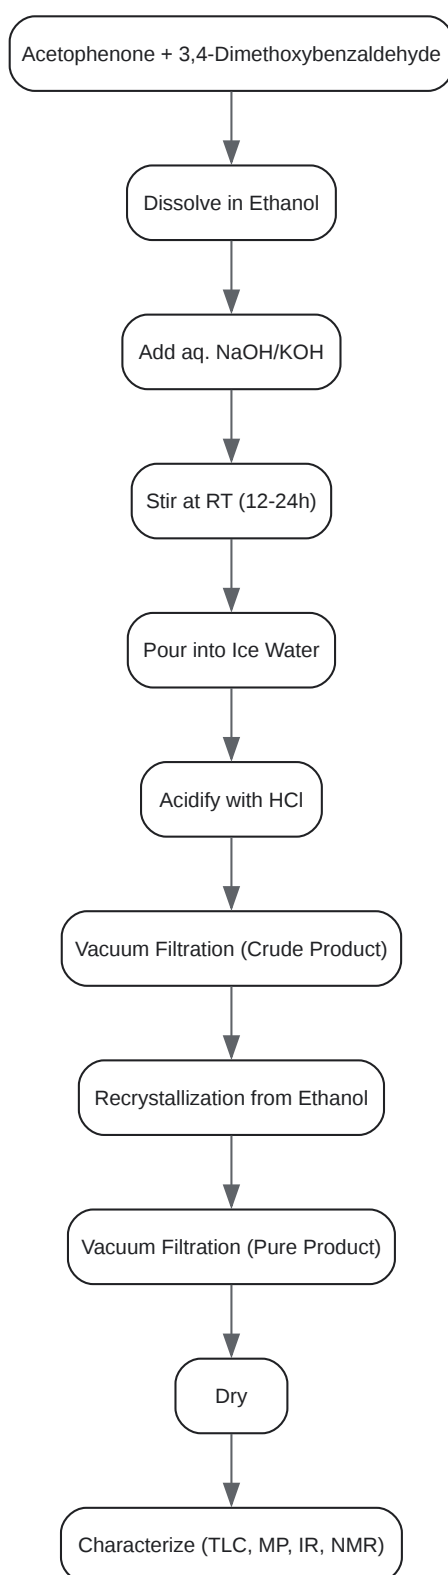 Acetophenone + 3,4-Dimethoxybenzaldehyde
Dissolve in Ethanol
Add aq. NaOH/KOH
Stir at RT (12-24h)
Pour into Ice Water
Acidify with HCl
Vacuum Filtration (Crude Product)
Recrystallization from Ethanol
Vacuum Filtration (Pure Product)
Dry
Characterize (TLC, MP, IR, NMR)